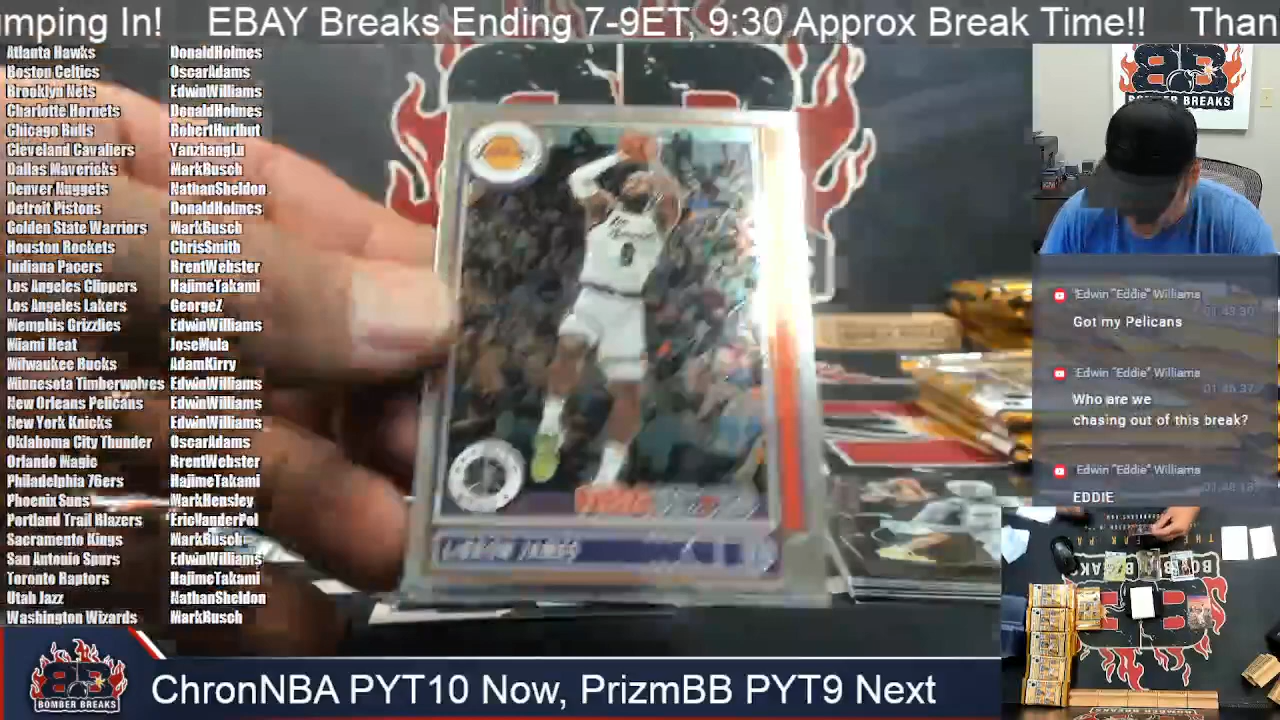 umping In! EBAY Breaks Ending 7-9ET, 9:30 Approx Break Time!! Than
Atlanta Hawks DonaldHolmes
Boston Celtics OscarAdams
Brooklyn Nets EdwinWilliams
Charlotte Hornets DonaldHolmes
Chicago Bulls RobertHurlbut
Cleveland Cavaliers YanzhangLu
Dallas Mavericks MarkBusch
Denver Nuggets NathanSheldon
Detroit Pistons DonaldHolmes
Golden State Warriors MarkBusch
Houston Rockets ChrisSmith
Indiana Pacers BrentWebster
Los Angeles Clippers HajimeTakami
Los Angeles Lakers GeorgeZ
Memphis Grizzlies EdwinWilliams
Miami Heat JoseMula
Milwaukee Bucks AdamKirry
Minnesota Timberwolves EdwinWilliams
New Orleans Pelicans EdwinWilliams
New York Knicks EdwinWilliams
Oklahoma City Thunder OscarAdams
Orlando Magic BrentWebster
Philadelphia 76ers HajimeTakami
Phoenix Suns MarkHensley
Portland Trail Blazers EricVanderPol
Sacramento Kings MarkBusch
San Antonio Spurs EdwinWilliams
Toronto Raptors HajimeTakami
Utah Jazz NathanSheldon
Washington Wizards MarkBusch
LEBRON JAMES
BOMBER BREAKS
"Edwin "Eddie" Williams
Got my Pelicans
"Edwin "Eddie" Williams
Who are we
chasing out of this break?
"Edwin "Eddie" Williams
EDDIE
BOMBER BREAKS
ChronNBA PYT10 Now, PrizmBB PYT9 Next